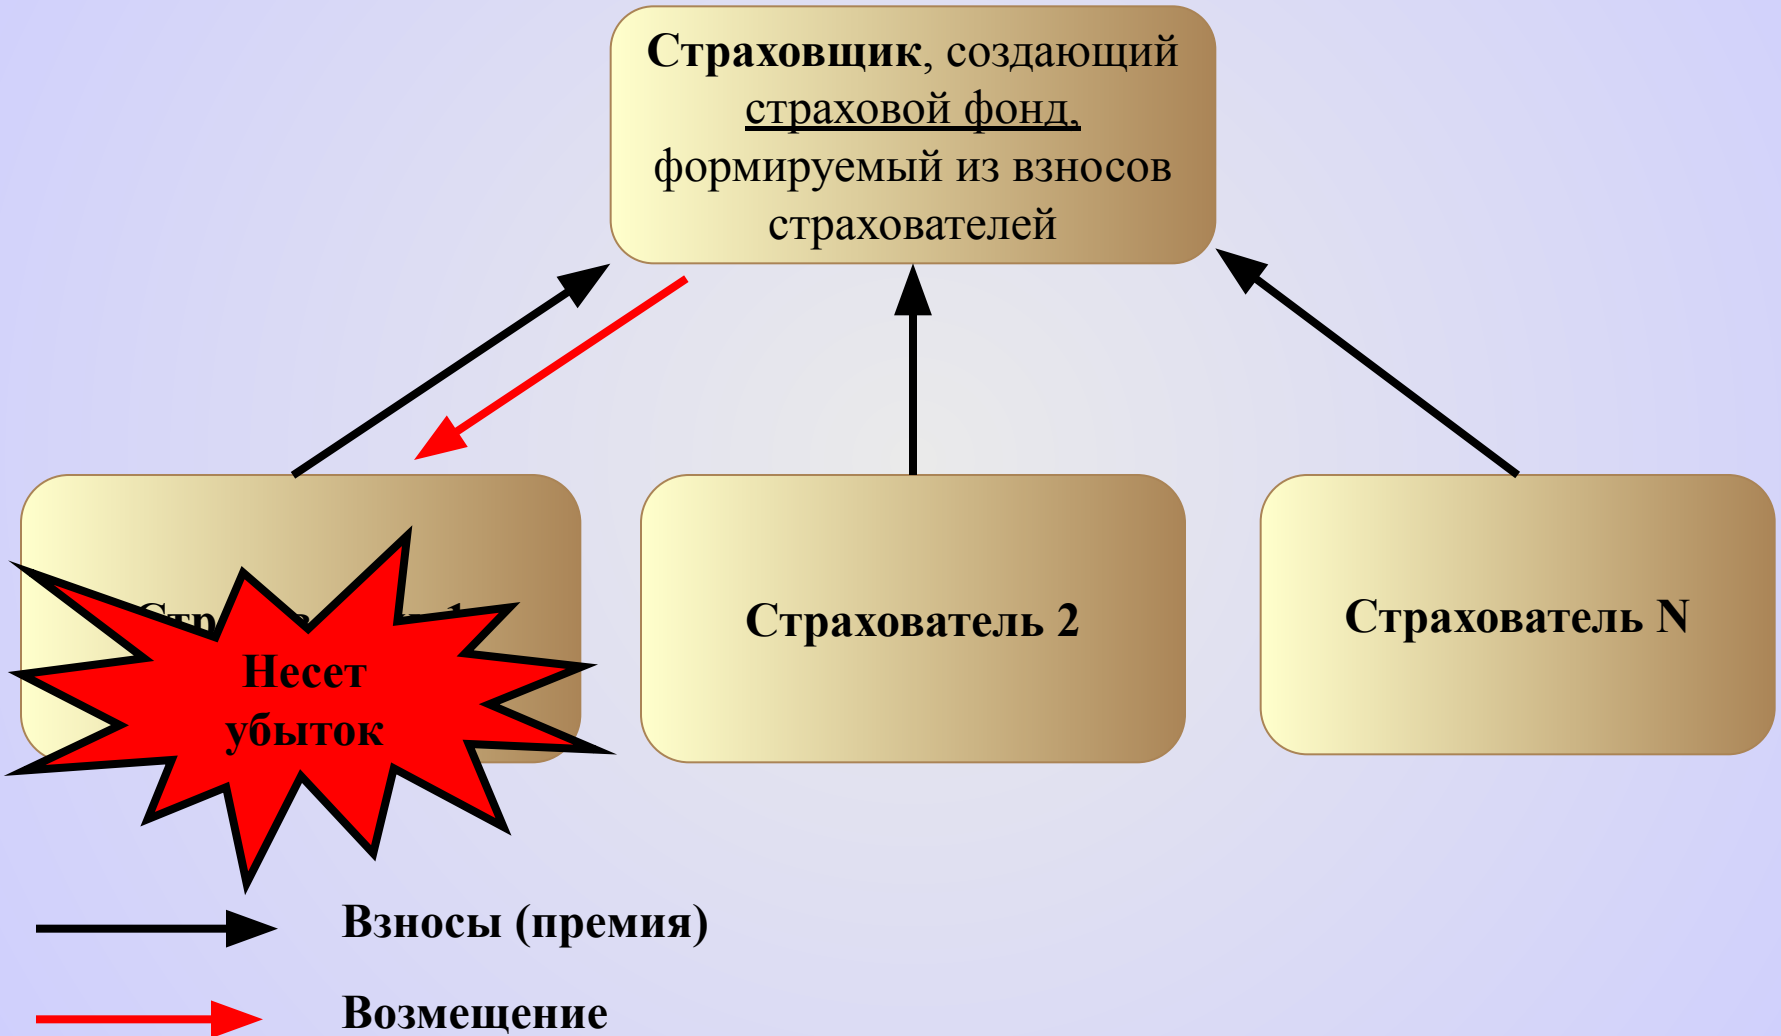 Страховщик, создающий
страховой фонд,
формируемый из взносов
страхователей
Несет
убыток
Страхователь 2
Страхователь N
Взносы (премия)
Возмещение